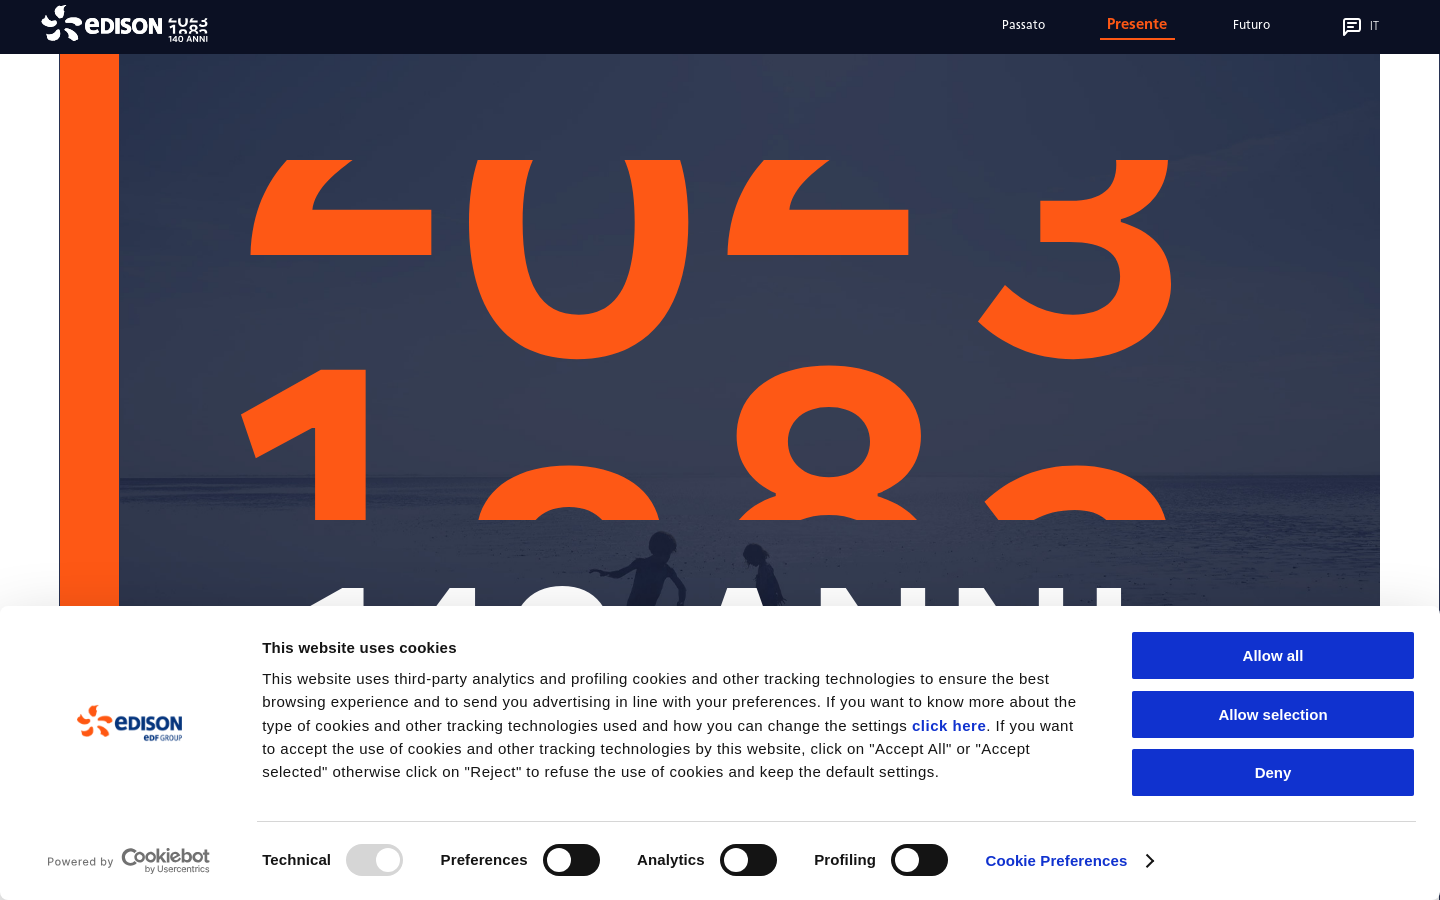 EDISON 2023
1883
140 ANNI
Passato
Presente
Futuro
IT
2023
1883
140 ANNI
This website uses cookies
This website uses third-party analytics and profiling cookies and other tracking technologies to ensure the best
browsing experience and to send you advertising in line with your preferences. If you want to know more about the
type of cookies and other tracking technologies used and how you can change the settings click here. If you want
to accept the use of cookies and other tracking technologies by this website, click on "Accept All" or "Accept
selected" otherwise click on "Reject" to refuse the use of cookies and keep the default settings.
Allow all
Allow selection
Deny
EDISON
EDF GROUP
Powered by Cookiebot
by Usercentrics
Technical
Preferences
Analytics
Profiling
Cookie Preferences